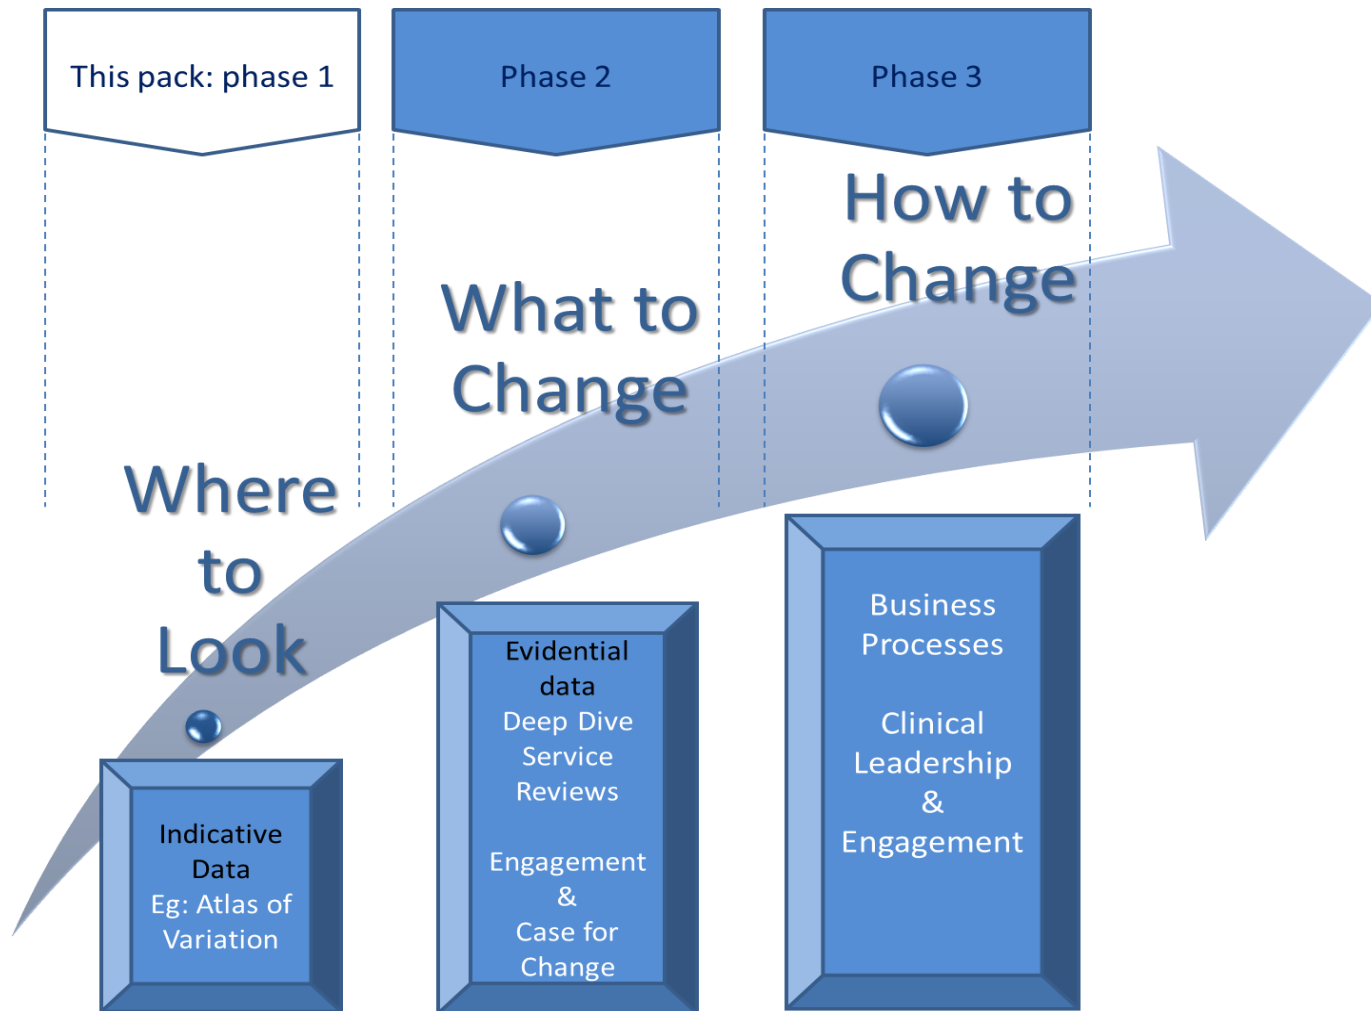 This pack: phase 1
Phase 2
Phase 3
Where
to
Look
What to
Change
How to
Change
Indicative
Data
Eg: Atlas of
Variation
Evidential
data
Deep Dive
Service
Reviews
Engagement
&
Case for
Change
Business
Processes
Clinical
Leadership
&
Engagement